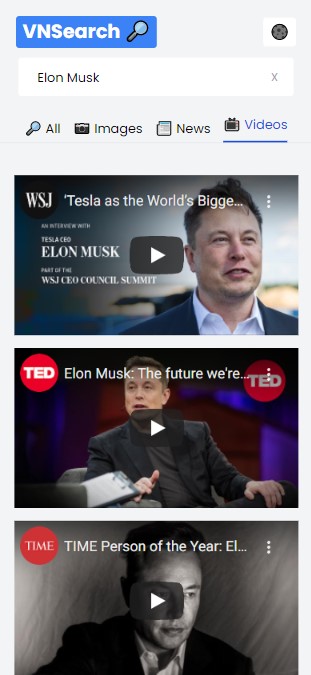 VNSearch
Elon Musk
X
All
Images
News
Videos
WSJ
'Tesla as the World's Bigge...
AN INTERVIEW WITH
TESLA CEO
ELON MUSK
PART OF THE
WSJ CEO COUNCIL SUMMIT
TED
Elon Musk: The future we're...
TED
TIME
TIME Person of the Year: El...